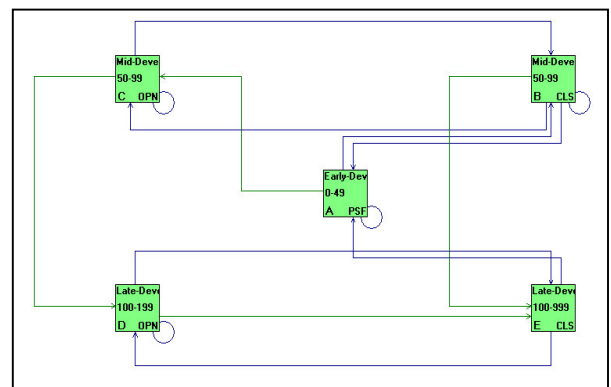 Mid-Deve
50-99
C OPN
Mid-Deve
50-99
B CLS
Early-Dev
0-49
A PSF
Late-Deve
100-199
D OPN
Late-Deve
100-999
E CLS